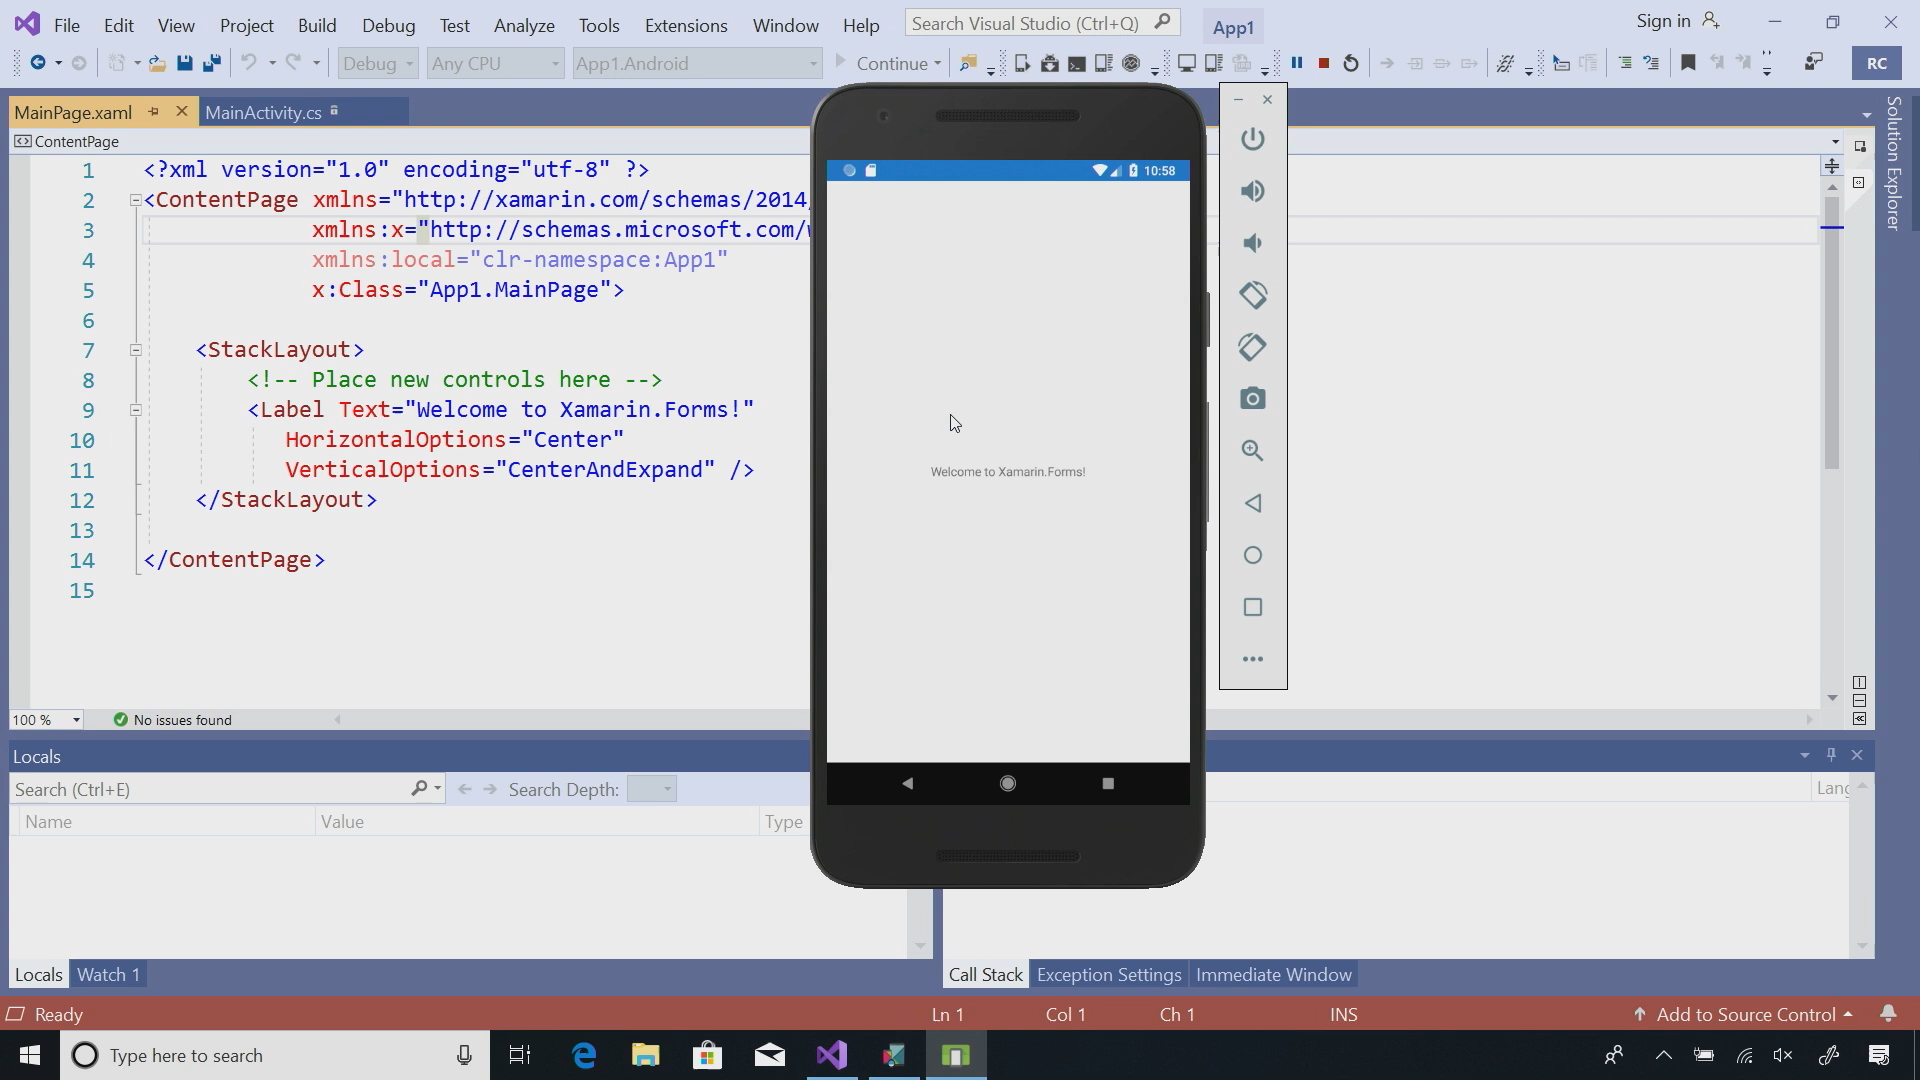 File Edit View Project Build Debug Test Analyze Tools Extensions Window Help Search Visual Studio (Ctrl+Q) App1 Sign in
Debug Any CPU App1.Android Continue RC
MainPage.xaml MainActivity.cs
ContentPage
Solution Explorer
1 <?xml version="1.0" encoding="utf-8" ?>
2 <ContentPage xmlns="http://xamarin.com/schemas/2014/
3 xmlns:x="http://schemas.microsoft.com/
4 xmlns:local="clr-namespace:App1"
5 x:Class="App1.MainPage">
6
7 <StackLayout>
8 <!-- Place new controls here -->
9 <Label Text="Welcome to Xamarin.Forms!"
10 HorizontalOptions="Center"
11 VerticalOptions="CenterAndExpand" />
12 </StackLayout>
13
14 </ContentPage>
15
10:58
Welcome to Xamarin.Forms!
100 % No issues found
Locals
Search (Ctrl+E) Search Depth:
Name Value Type
Lang
Locals Watch 1
Call Stack Exception Settings Immediate Window
Ready Ln 1 Col 1 Ch 1 INS Add to Source Control
Type here to search